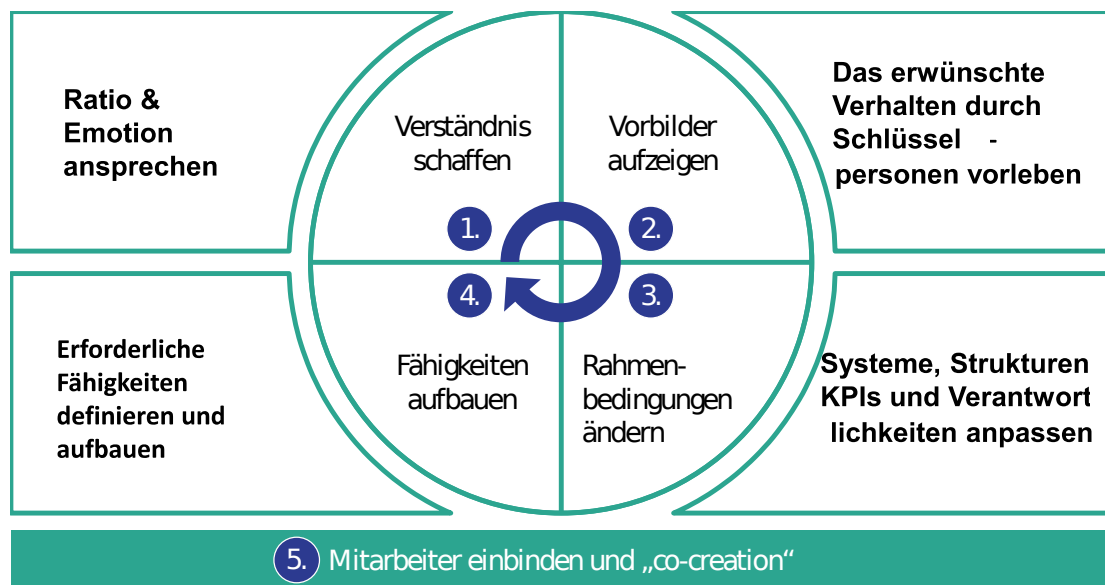 Ratio &
Emotion
ansprechen
Verständnis
schaffen
1.
Vorbilder
aufzeigen
2.
Das erwünschte
Verhalten durch
Schlüssel -
personen vorleben
Erforderliche
Fähigkeiten
definieren und
aufbauen
4.
Fähigkeiten
aufbauen
3.
Rahmen-
bedingungen
ändern
Systeme, Strukturen
KPIs und Verantwort
lichkeiten anpassen
5. Mitarbeiter einbinden und „co-creation“